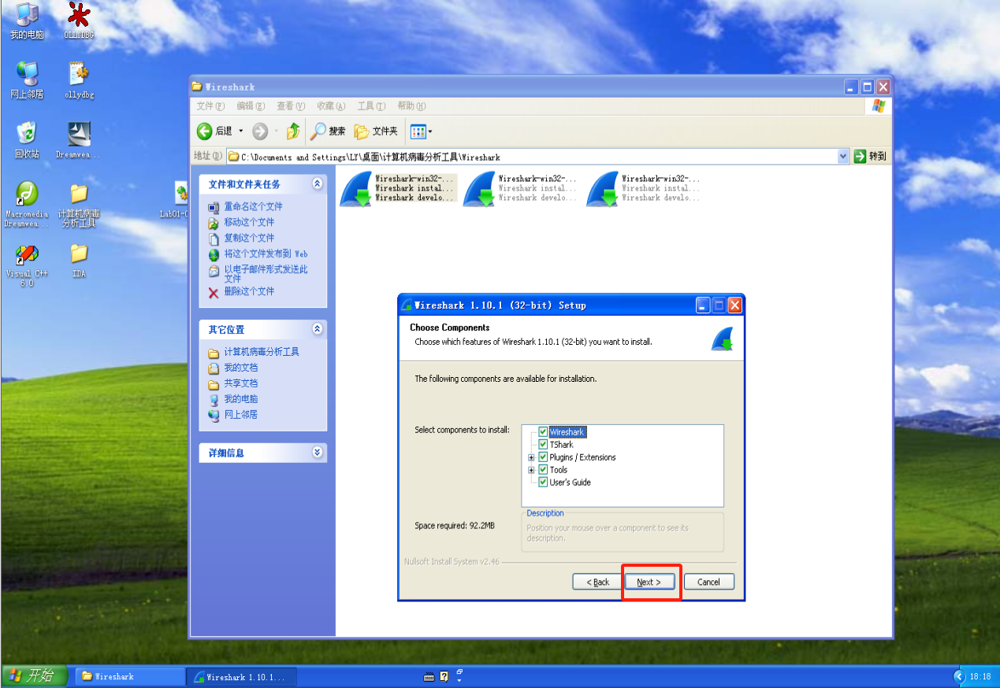 我的电脑
OLLYDBG
网上邻居
ollydbg
回收站
Dreamwea...
Macromedia
Dreamwea...
计算机病毒
分析工具
Lab01-0
Visual C++
6.0
IDA
Wireshark
文件(F) 编辑(E) 查看(V) 收藏(A) 工具(T) 帮助(H)
后退 搜索 文件夹
地址(D) C:\Documents and Settings\LY\桌面\计算机病毒分析工具\Wireshark 转到
文件和文件夹任务
重命名这个文件
移动这个文件
复制这个文件
将这个文件发布到 Web
以电子邮件形式发送此
文件
删除这个文件
其它位置
计算机病毒分析工具
我的文档
共享文档
我的电脑
网上邻居
详细信息
Wireshark-win32-...
Wireshark instal...
Wireshark develo...
Wireshark-win32-...
Wireshark instal...
Wireshark develo...
Wireshark-win32-...
Wireshark instal...
Wireshark develo...
Wireshark 1.10.1 (32-bit) Setup
Choose Components
Choose which features of Wireshark 1.10.1 (32-bit) you want to install.
The following components are available for installation.
Select components to install:
Wireshark
TShark
Plugins / Extensions
Tools
User's Guide
Space required: 92.2MB
Description
Position your mouse over a component to see its
description.
Nullsoft Install System v2.46
< Back Next > Cancel
开始 Wireshark Wireshark 1.10.1... 18:18